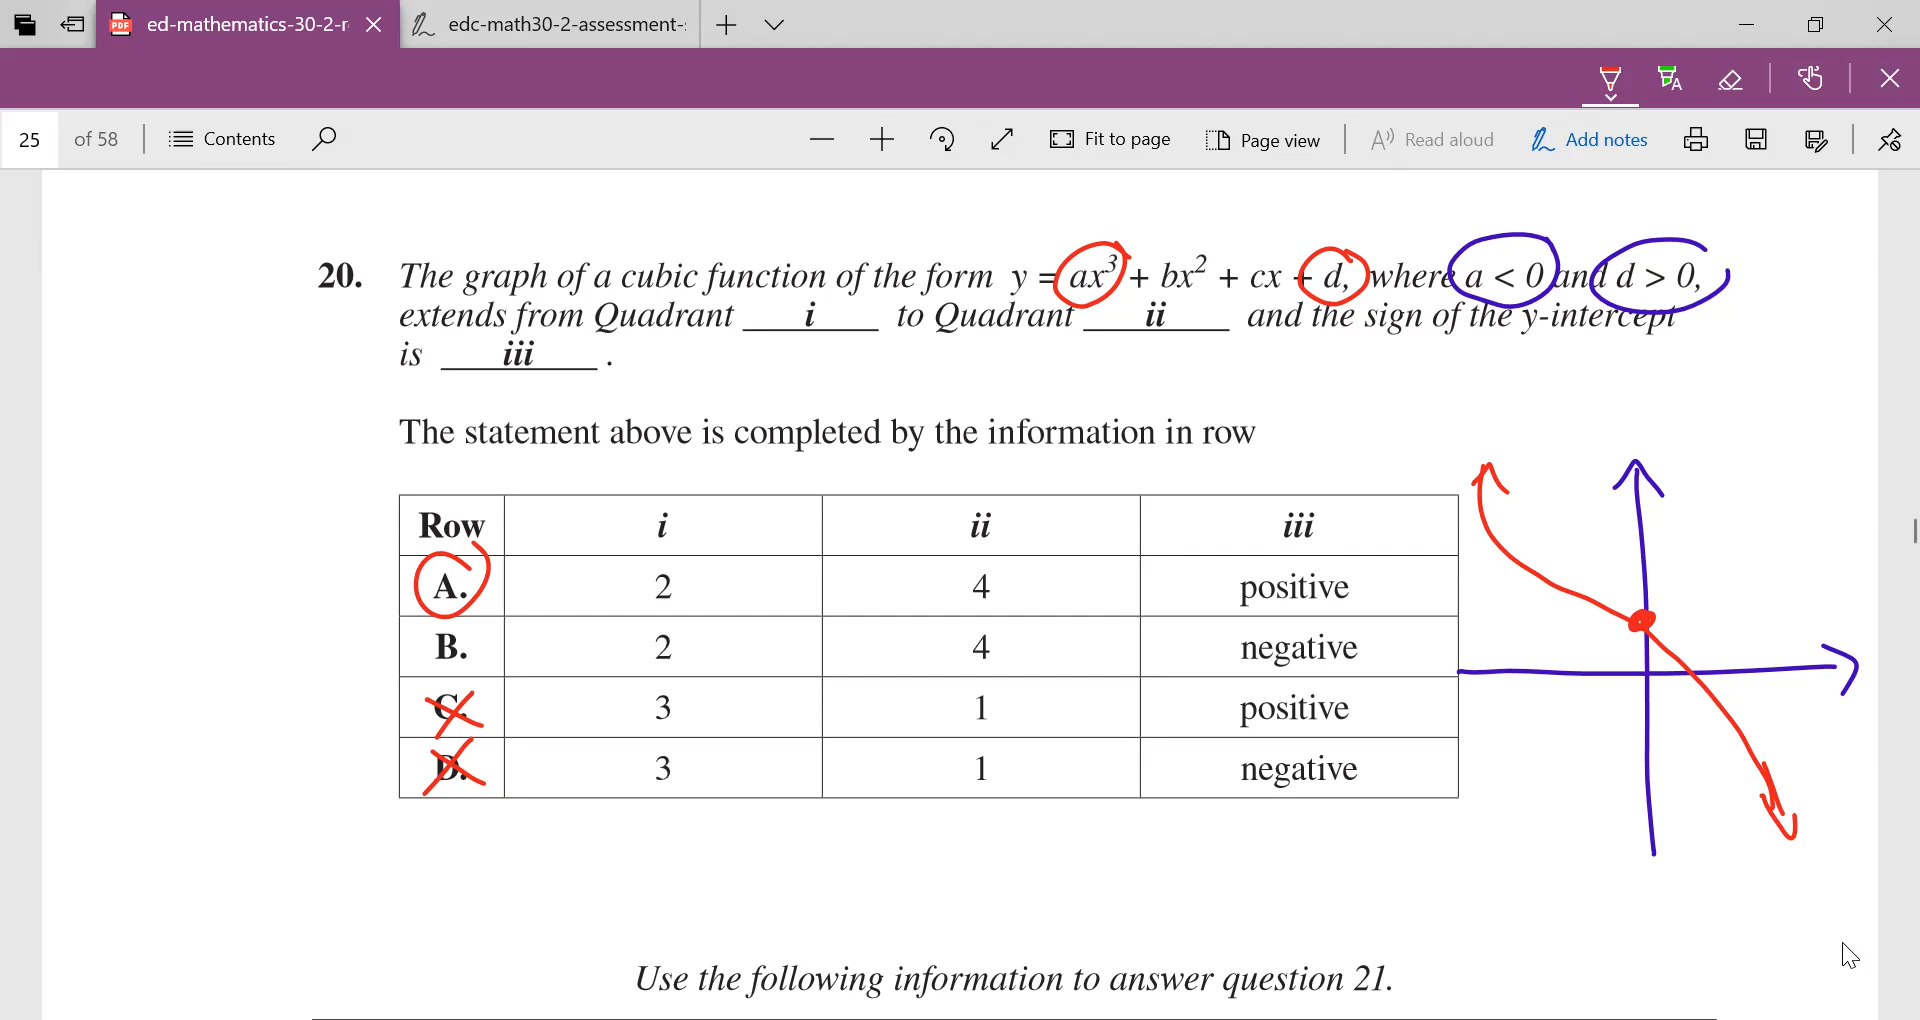 ed-mathematics-30-2-r
edc-math30-2-assessment-
25 of 58 Contents Fit to page Page view Read aloud Add notes
20. The graph of a cubic function of the form y = ax³ + bx² + cx + d, where a < 0 and d > 0,
extends from Quadrant i to Quadrant ii and the sign of the y-intercept
is iii .
The statement above is completed by the information in row
Row i ii iii
A. 2 4 positive
B. 2 4 negative
C. 3 1 positive
D. 3 1 negative
Use the following information to answer question 21.